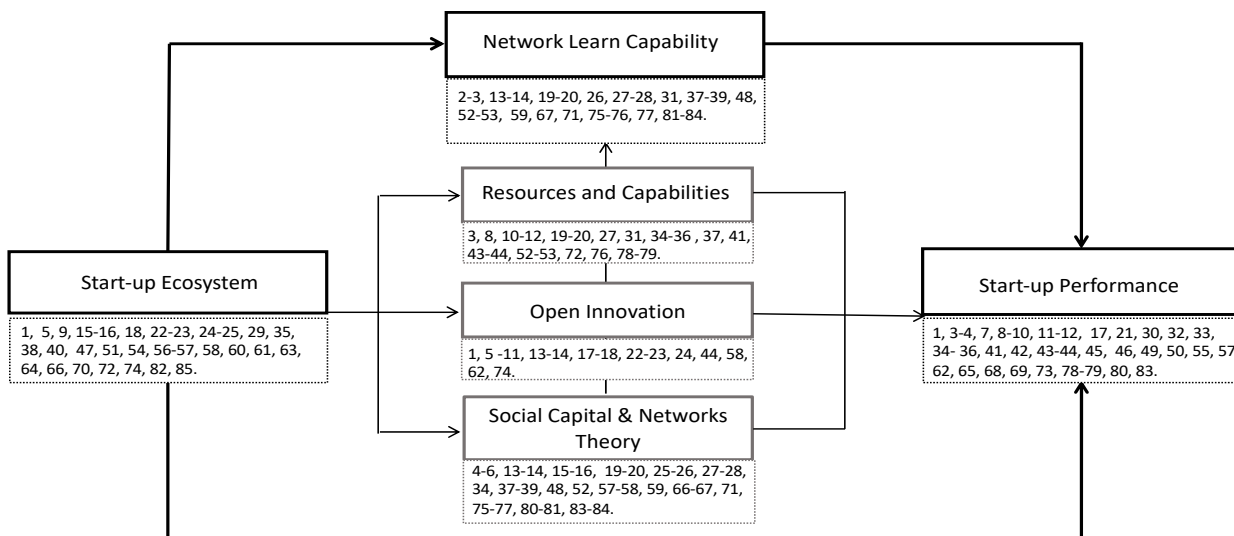 Network Learn Capability
2-3, 13-14, 19-20, 26, 27-28, 31, 37-39, 48,
52-53, 59, 67, 71, 75-76, 77, 81-84.
Resources and Capabilities
3, 8, 10-12, 19-20, 27, 31, 34-36 , 37, 41,
43-44, 52-53, 72, 76, 78-79.
Start-up Ecosystem
1, 5, 9, 15-16, 18, 22-23, 24-25, 29, 35,
38, 40, 47, 51, 54, 56-57, 58, 60, 61, 63,
64, 66, 70, 72, 74, 82, 85.
Open Innovation
1, 5 -11, 13-14, 17-18, 22-23, 24, 44, 58,
62, 74.
Start-up Performance
1, 3-4, 7, 8-10, 11-12, 17, 21, 30, 32, 33,
34- 36, 41, 42, 43-44, 45, 46, 49, 50, 55, 57
62, 65, 68, 69, 73, 78-79, 80, 83.
Social Capital & Networks
Theory
4-6, 13-14, 15-16, 19-20, 25-26, 27-28,
34, 37-39, 48, 52, 57-58, 59, 66-67, 71,
75-77, 80-81, 83-84.